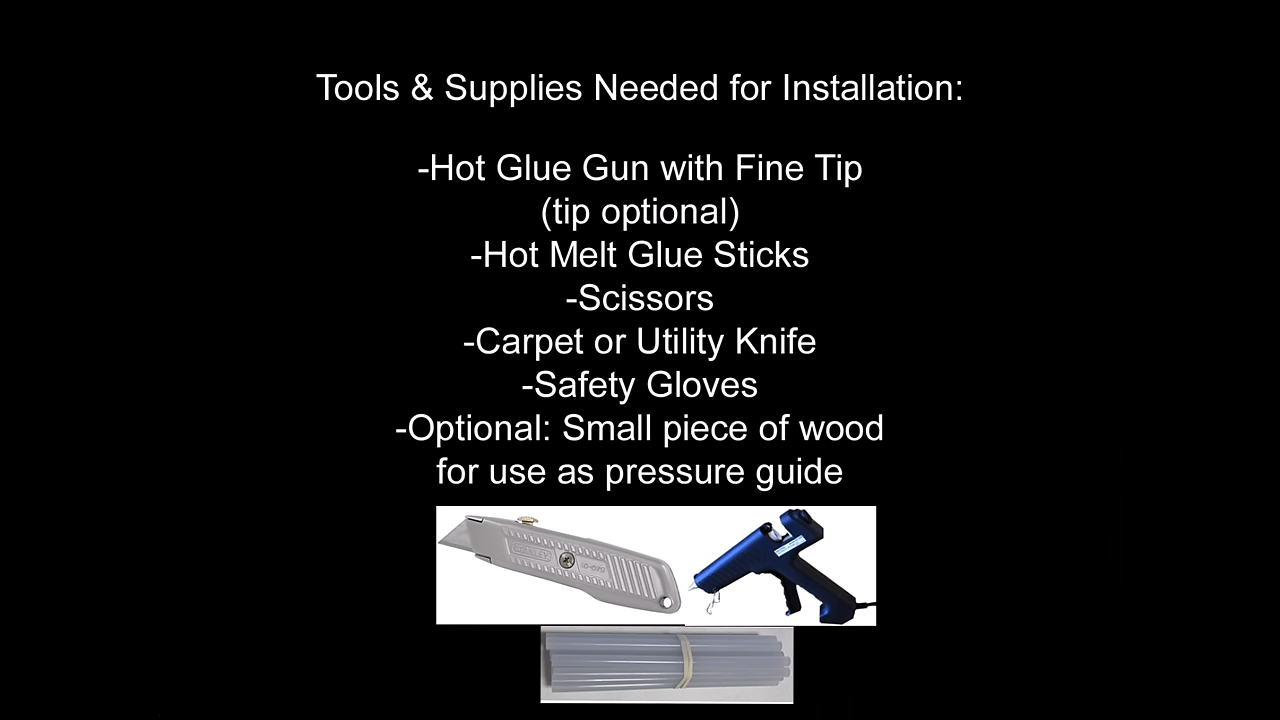 Tools & Supplies Needed for Installation:
-Hot Glue Gun with Fine Tip
(tip optional)
-Hot Melt Glue Sticks
-Scissors
-Carpet or Utility Knife
-Safety Gloves
-Optional: Small piece of wood
for use as pressure guide